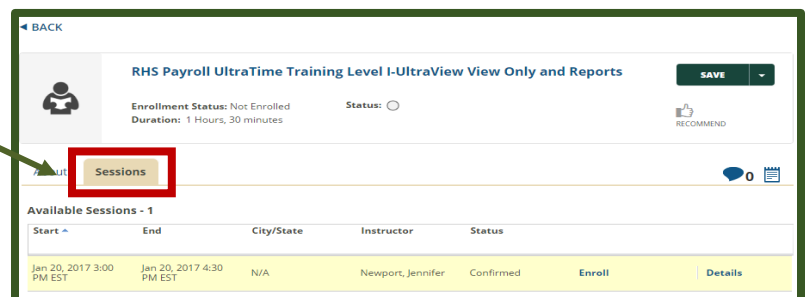 ◄ BACK
RHS Payroll UltraTime Training Level I-UltraView View Only and Reports
SAVE
Enrollment Status: Not Enrolled
Status:
Duration: 1 Hours, 30 minutes
RECOMMEND
Sessions
0
Available Sessions - 1
Start End City/State Instructor Status
Jan 20, 2017 3:00 PM EST Jan 20, 2017 4:30 PM EST N/A Newport, Jennifer Confirmed Enroll Details